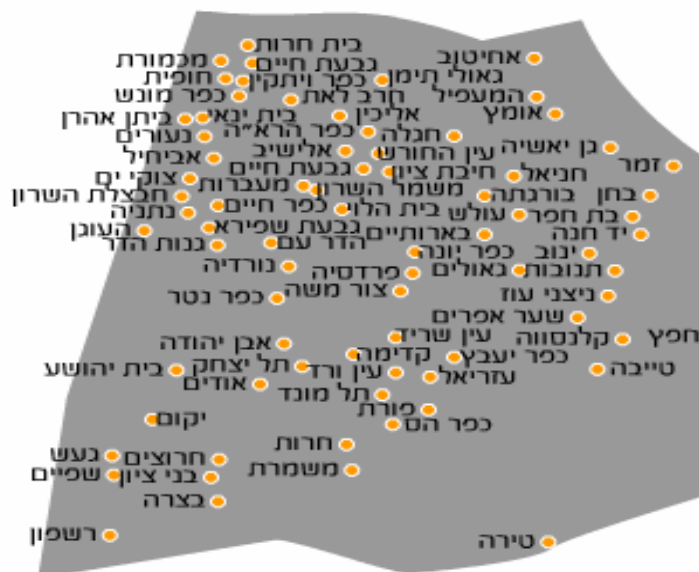 בית חרות
מכמורת
גבעת חיים
אחיטוב
חופית
כפר ויתקין
גאולי תימן
כפר מונש
חרב לאת
המעפיל
ביתן אהרן
בית ינאי
אליכין
אומץ
נעורים
כפר הרא"ה
חגלה
אביחיל
אלישיב
עין החורש
גן יאשיה
צוקי ים
גבעת חיים
חיבת ציון
חניאל
זמר
חבצלת השרון
מעברות
משמר השרון
בורגתה
בחן
נתניה
כפר חיים
בית הלוי
עולש
בת חפר
העוגן
גבעת שפירא
בארותיים
יד חנה
גנות הדר
הדר עם
כפר יונה
ינוב
נורדיה
פרדסיה
גאולים
תנובות
כפר נטר
צור משה
ניצני עוז
שער אפרים
אבן יהודה
עין שריד
קלנסווה
חפץ
בית יהושע
תל יצחק
קדימה
כפר יעבץ
טייבה
אודים
עין ורד
עזריאל
תל מונד
יקום
פורת
כפר הס
געש
חרוצים
חרות
שפיים
בני ציון
משמרת
בצרה
רשפון
טירה